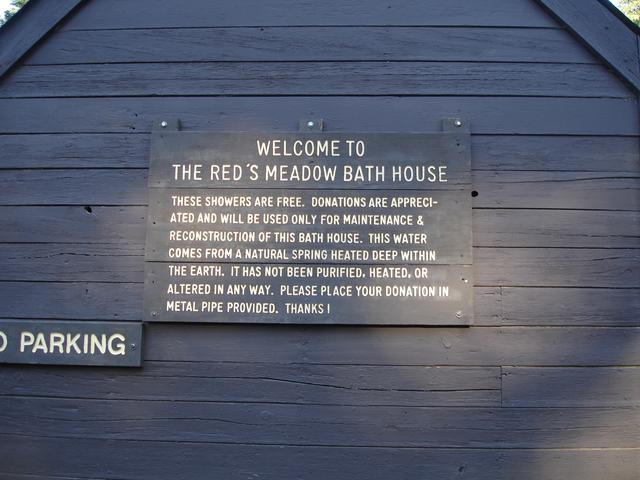 WELCOME TO
THE RED'S MEADOW BATH HOUSE
THESE SHOWERS ARE FREE. DONATIONS ARE APPRECI-
ATED AND WILL BE USED ONLY FOR MAINTENANCE &
RECONSTRUCTION OF THIS BATH HOUSE. THIS WATER
COMES FROM A NATURAL SPRING HEATED DEEP WITHIN
THE EARTH. IT HAS NOT BEEN PURIFIED, HEATED, OR
ALTERED IN ANY WAY. PLEASE PLACE YOUR DONATION IN
METAL PIPE PROVIDED. THANKS!
PARKING